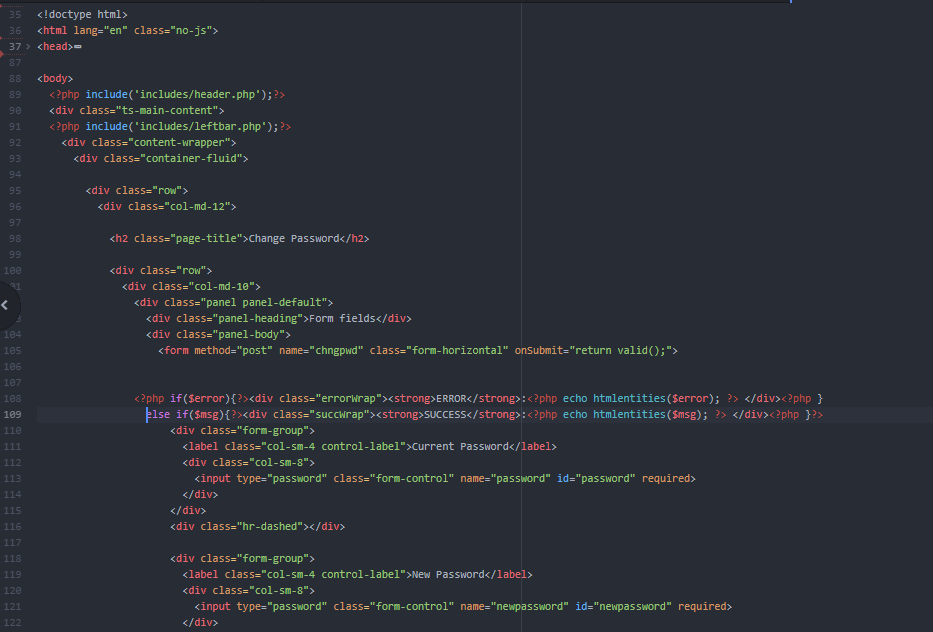 35 <!doctype html>
36 <html lang="en" class="no-js">
37 <head>
87
88 <body>
89 <?php include('includes/header.php');?>
90 <div class="ts-main-content">
91 <?php include('includes/leftbar.php');?>
92 <div class="content-wrapper">
93 <div class="container-fluid">
94
95 <div class="row">
96 <div class="col-md-12">
97
98 <h2 class="page-title">Change Password</h2>
99
100 <div class="row">
<div class="col-md-10">
<div class="panel panel-default">
<div class="panel-heading">Form fields</div>
104 <div class="panel-body">
105 <form method="post" name="chngpwd" class="form-horizontal" onSubmit="return valid();">
106
107
108 <?php if($error){?><div class="errorWrap"><strong>ERROR</strong>:<?php echo htmlentities($error); ?> </div><?php }
109 else if($msg){?><div class="succWrap"><strong>SUCCESS</strong>:<?php echo htmlentities($msg); ?> </div><?php }?>
110 <div class="form-group">
111 <label class="col-sm-4 control-label">Current Password</label>
112 <div class="col-sm-8">
113 <input type="password" class="form-control" name="password" id="password" required>
114 </div>
115 </div>
116 <div class="hr-dashed"></div>
117
118 <div class="form-group">
119 <label class="col-sm-4 control-label">New Password</label>
120 <div class="col-sm-8">
121 <input type="password" class="form-control" name="newpassword" id="newpassword" required>
122 </div>